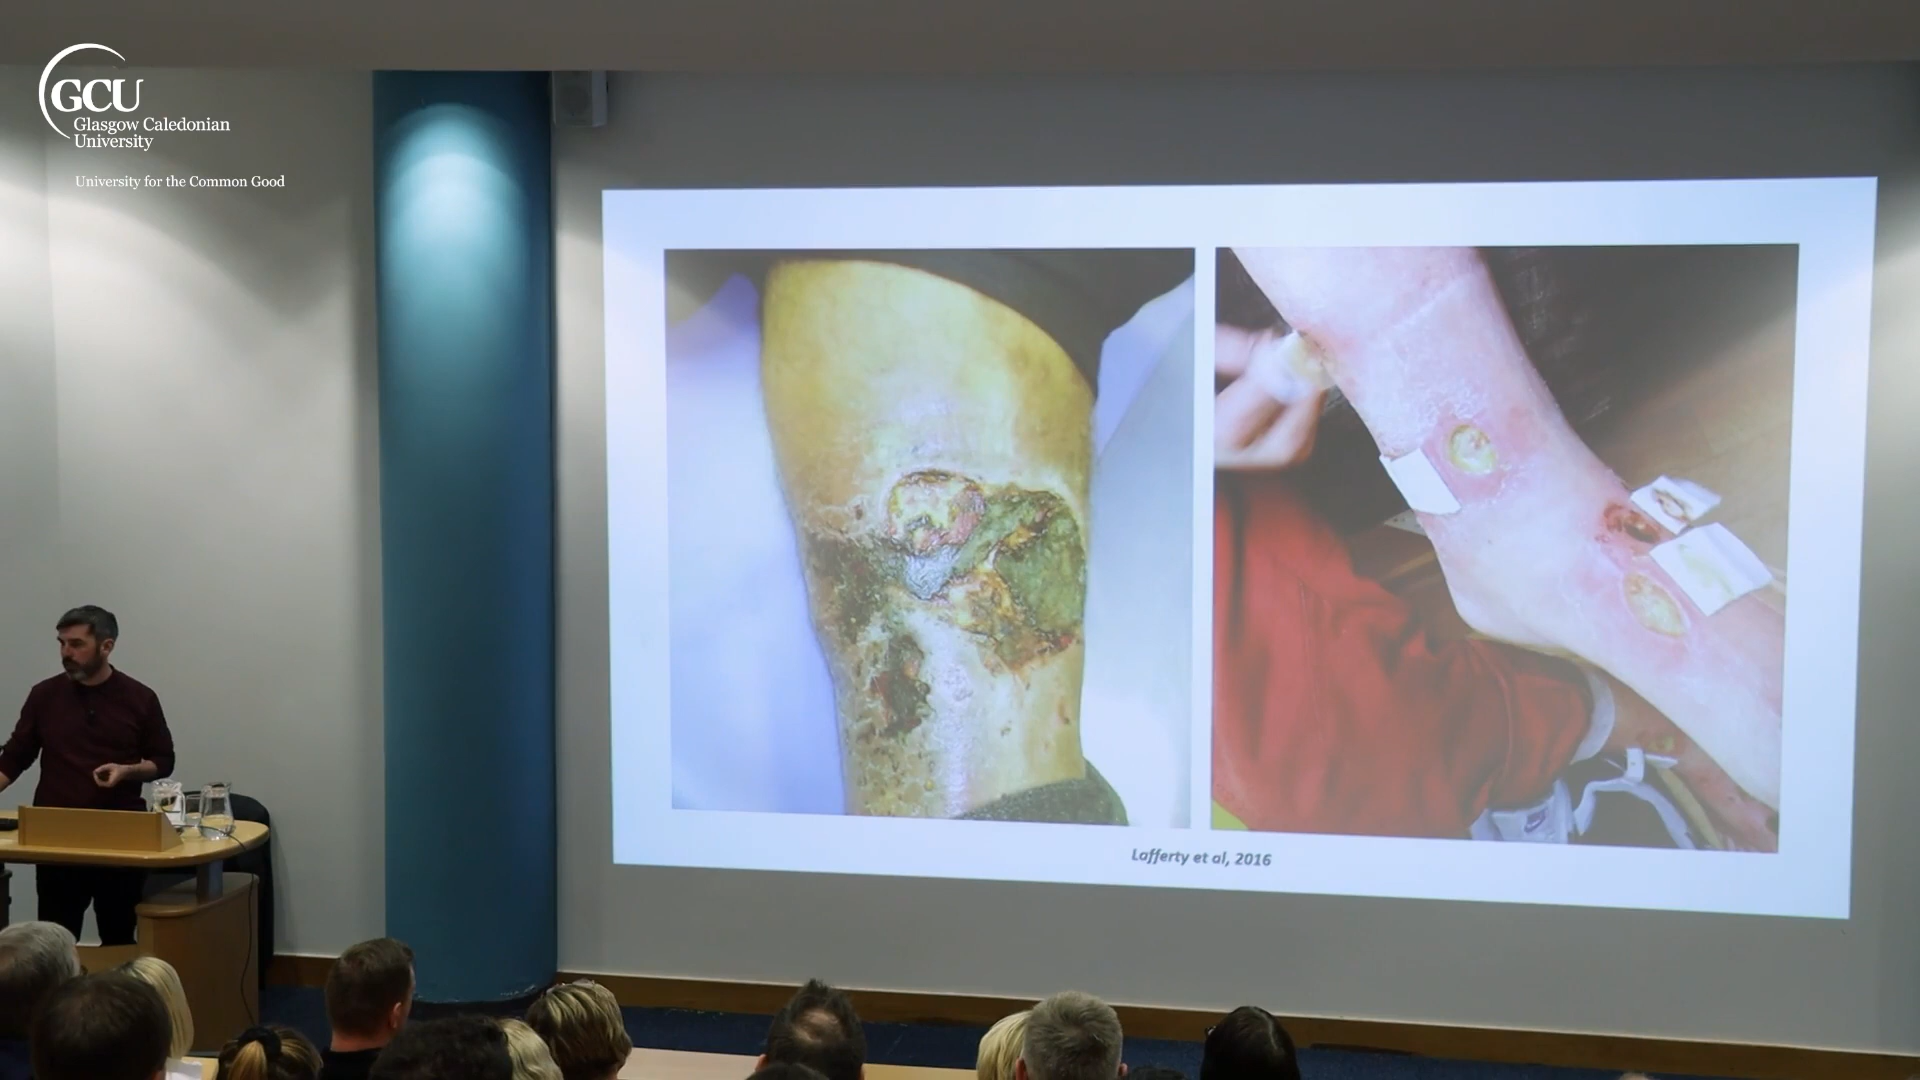 GCU
Glasgow Caledonian
University
University for the Common Good
Lafferty et al, 2016